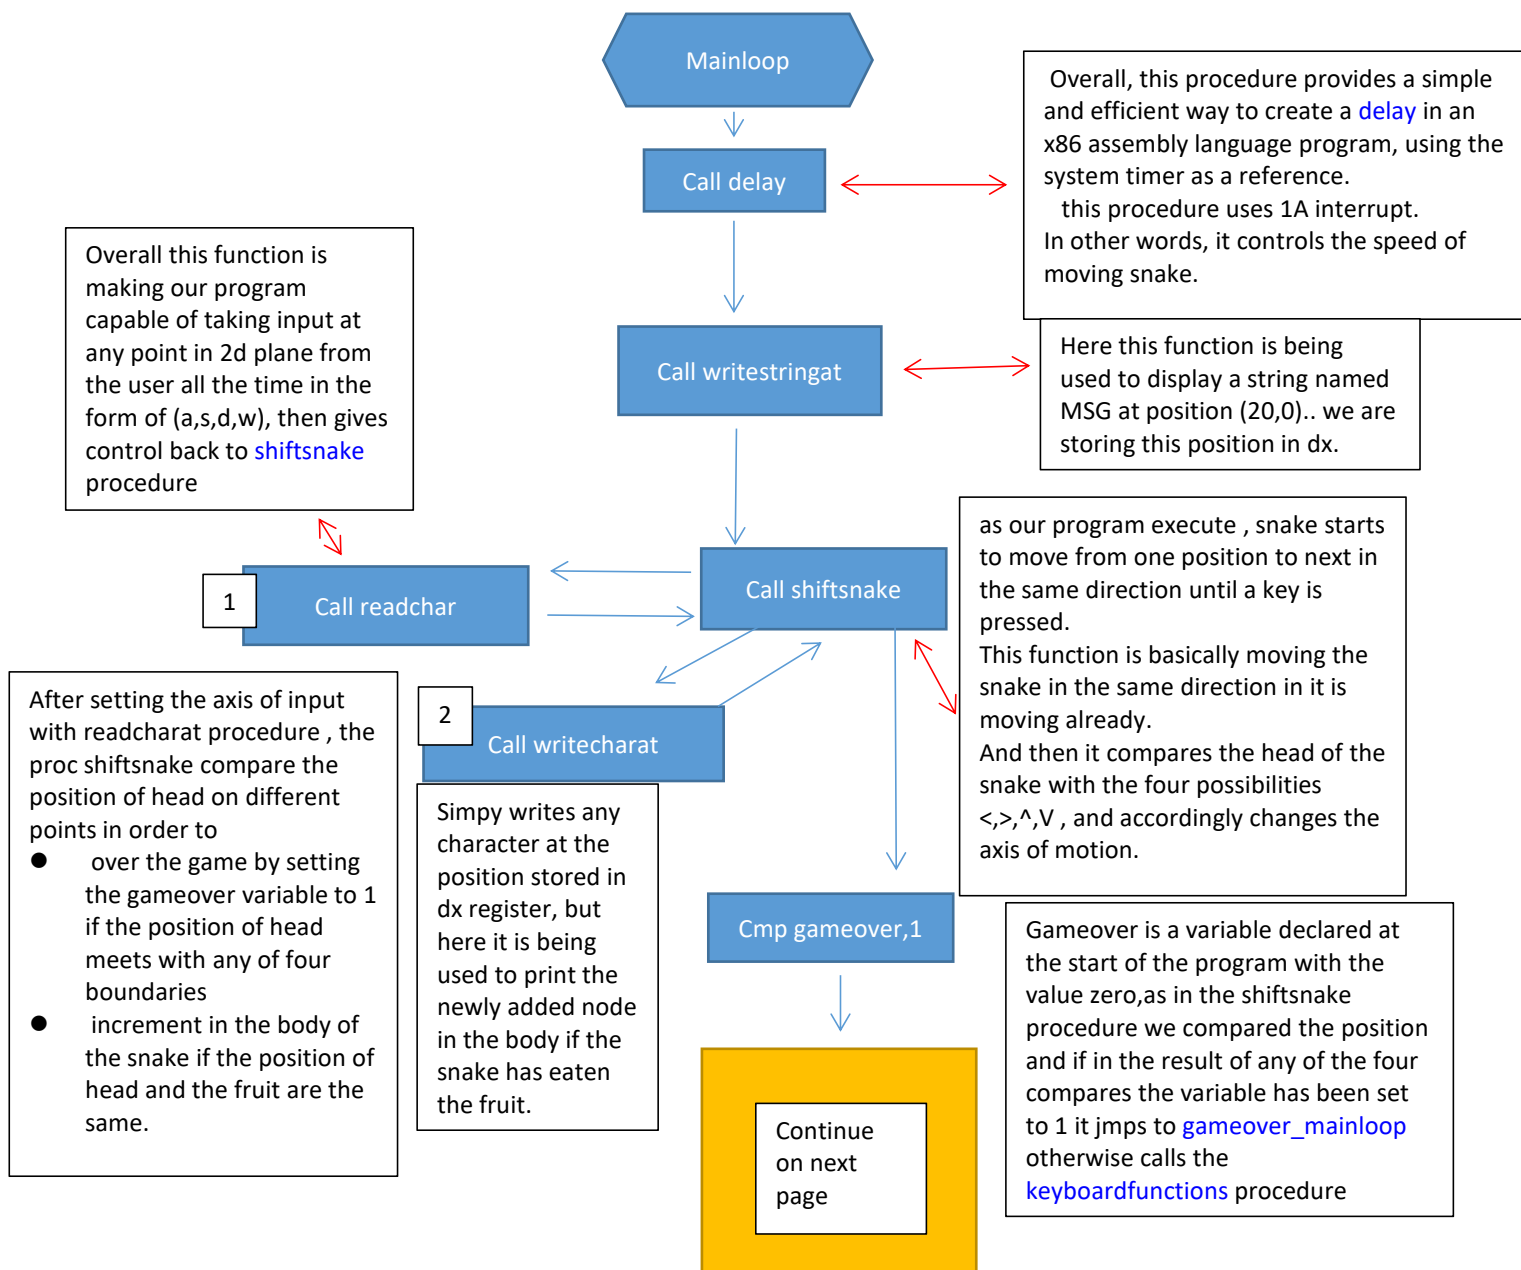 Mainloop
Overall, this procedure provides a simple
and efficient way to create a delay in an
x86 assembly language program, using the
system timer as a reference.
this procedure uses 1A interrupt.
In other words, it controls the speed of
moving snake.
Call delay
Overall this function is
making our program
capable of taking input at
any point in 2d plane from
the user all the time in the
form of (a,s,d,w), then gives
control back to shiftsnake
procedure
Call writestringat
Here this function is being
used to display a string named
MSG at position (20,0).. we are
storing this position in dx.
1
Call readchar
Call shiftsnake
as our program execute , snake starts
to move from one position to next in
the same direction until a key is
pressed.
This function is basically moving the
snake in the same direction in it is
moving already.
And then it compares the head of the
snake with the four possibilities
<,>,^,V , and accordingly changes the
axis of motion.
After setting the axis of input
with readcharat procedure , the
proc shiftsnake compare the
position of head on different
points in order to
● over the game by setting
the gameover variable to 1
if the position of head
meets with any of four
boundaries
● increment in the body of
the snake if the position of
head and the fruit are the
same.
2
Call writecharat
Simpy writes any
character at the
position stored in
dx register, but
here it is being
used to print the
newly added node
in the body if the
snake has eaten
the fruit.
Cmp gameover,1
Gameover is a variable declared at
the start of the program with the
value zero,as in the shiftsnake
procedure we compared the position
and if in the result of any of the four
compares the variable has been set
to 1 it jmps to gameover_mainloop
otherwise calls the
keyboardfunctions procedure
Continue
on next
page